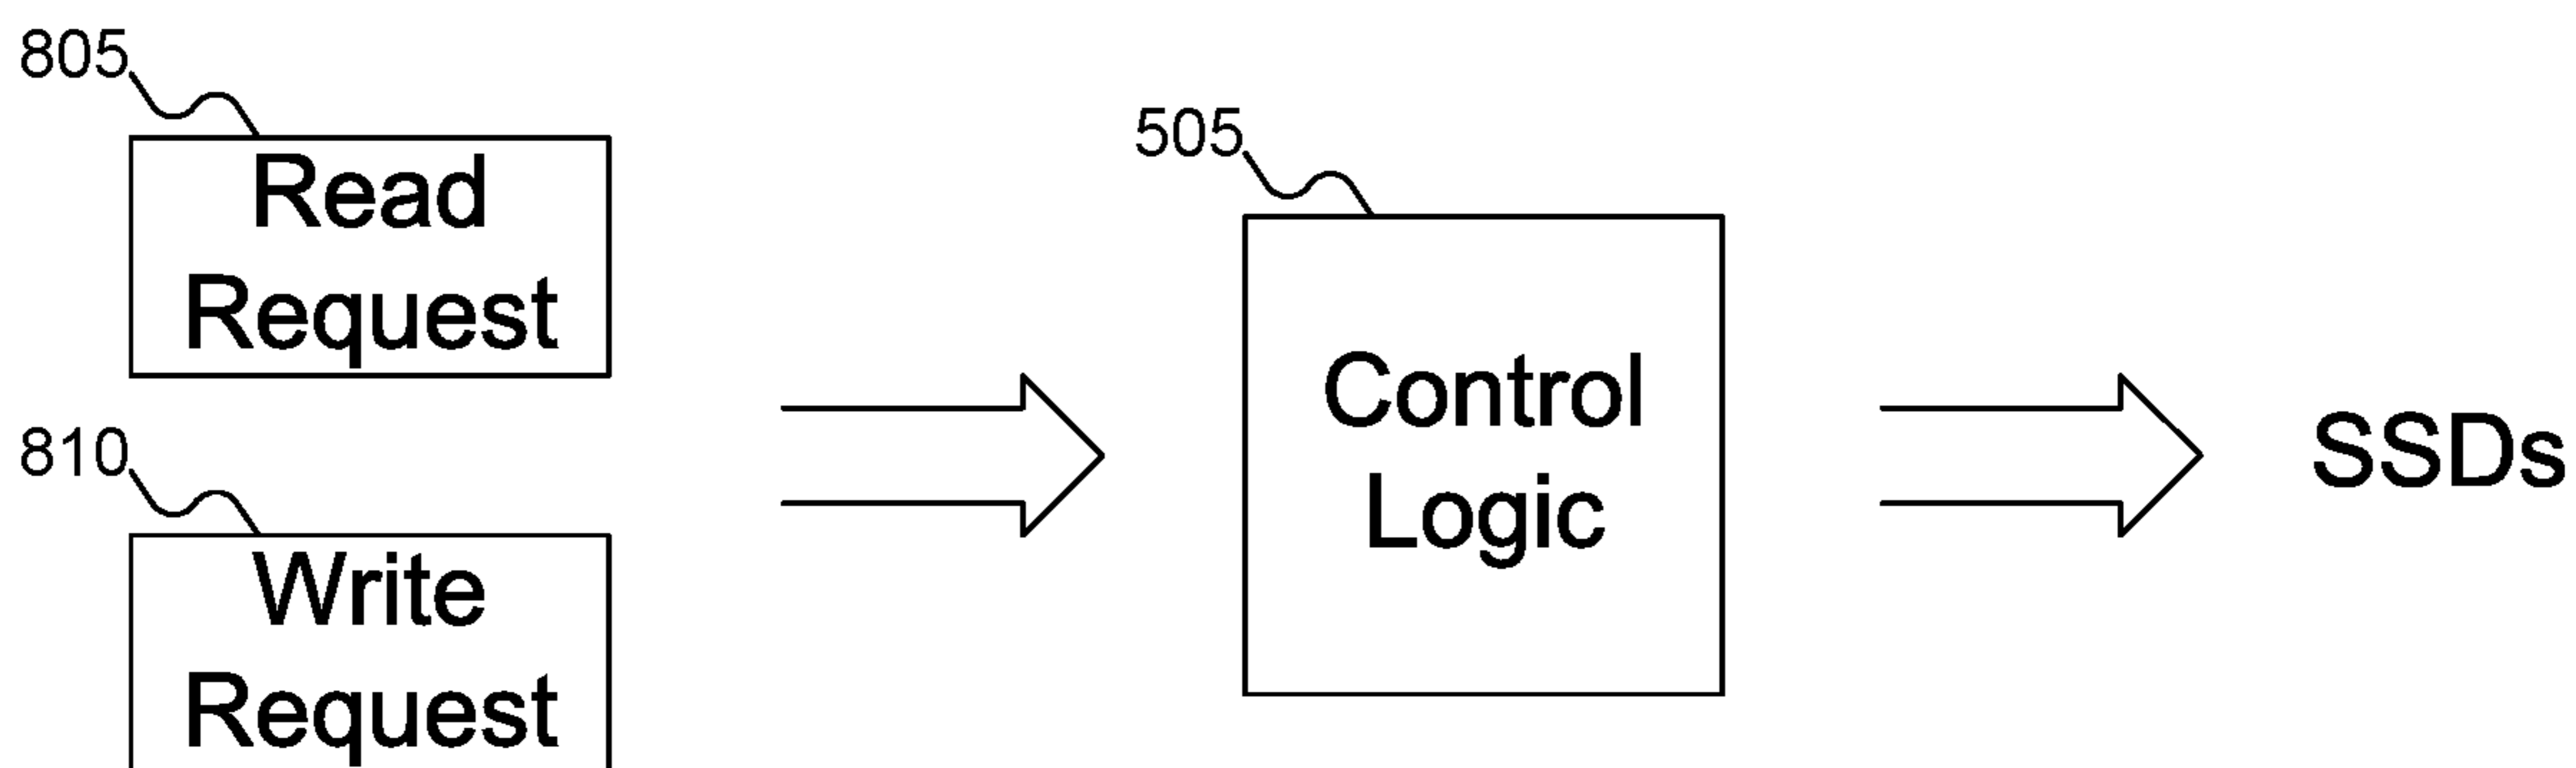 805
Read
Request
810
Write
Request
505
Control
Logic
SSDs